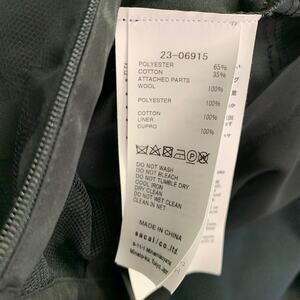 23-06915
POLYESTER 65%
COTTON 35%
ATTACHED PARTS
WOOL 100%
POLYESTER 100%
COTTON 100%
LINER
CUPRO 100%
DO NOT WASH
DO NOT BLEACH
DO NOT TUMBLE DRY
COOL IRON
DRY CLEAN
DO NOT WET CLEAN
CLEAN IN NET
MADE IN CHINA
sacai co.,ltd.